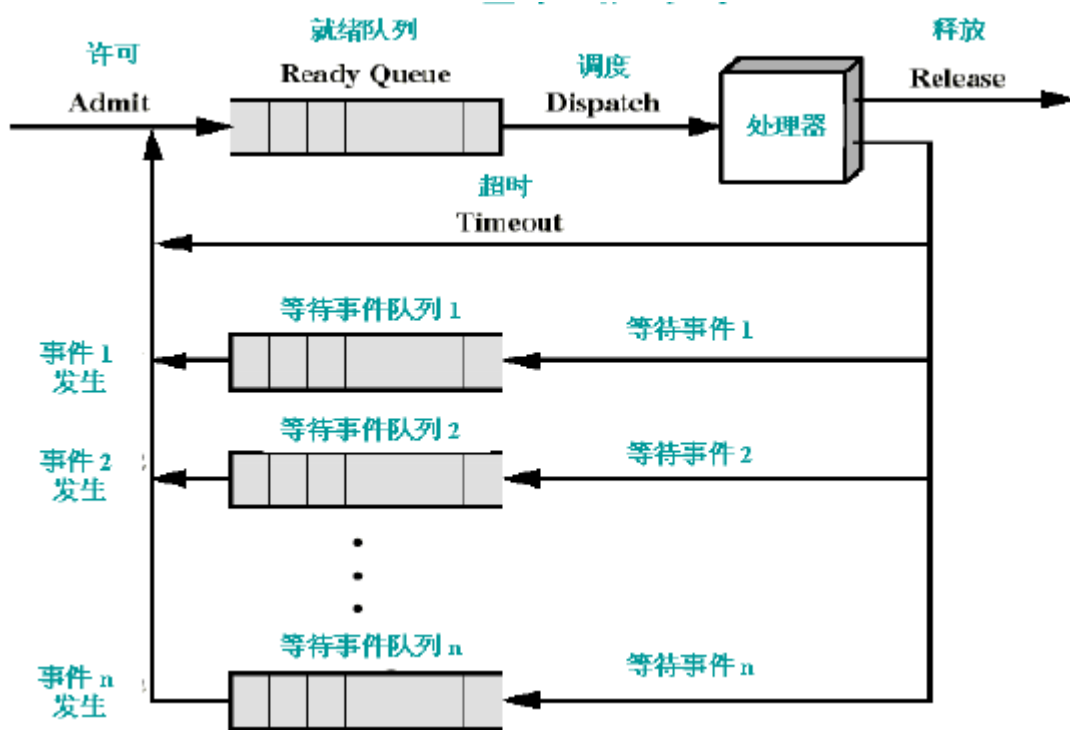 许可
Admit
就绪队列
Ready Queue
调度
Dispatch
处理器
释放
Release
超时
Timeout
等待事件队列 1
等待事件 1
事件 1
发生
等待事件队列 2
等待事件 2
事件 2
发生
等待事件队列 n
等待事件 n
事件 n
发生